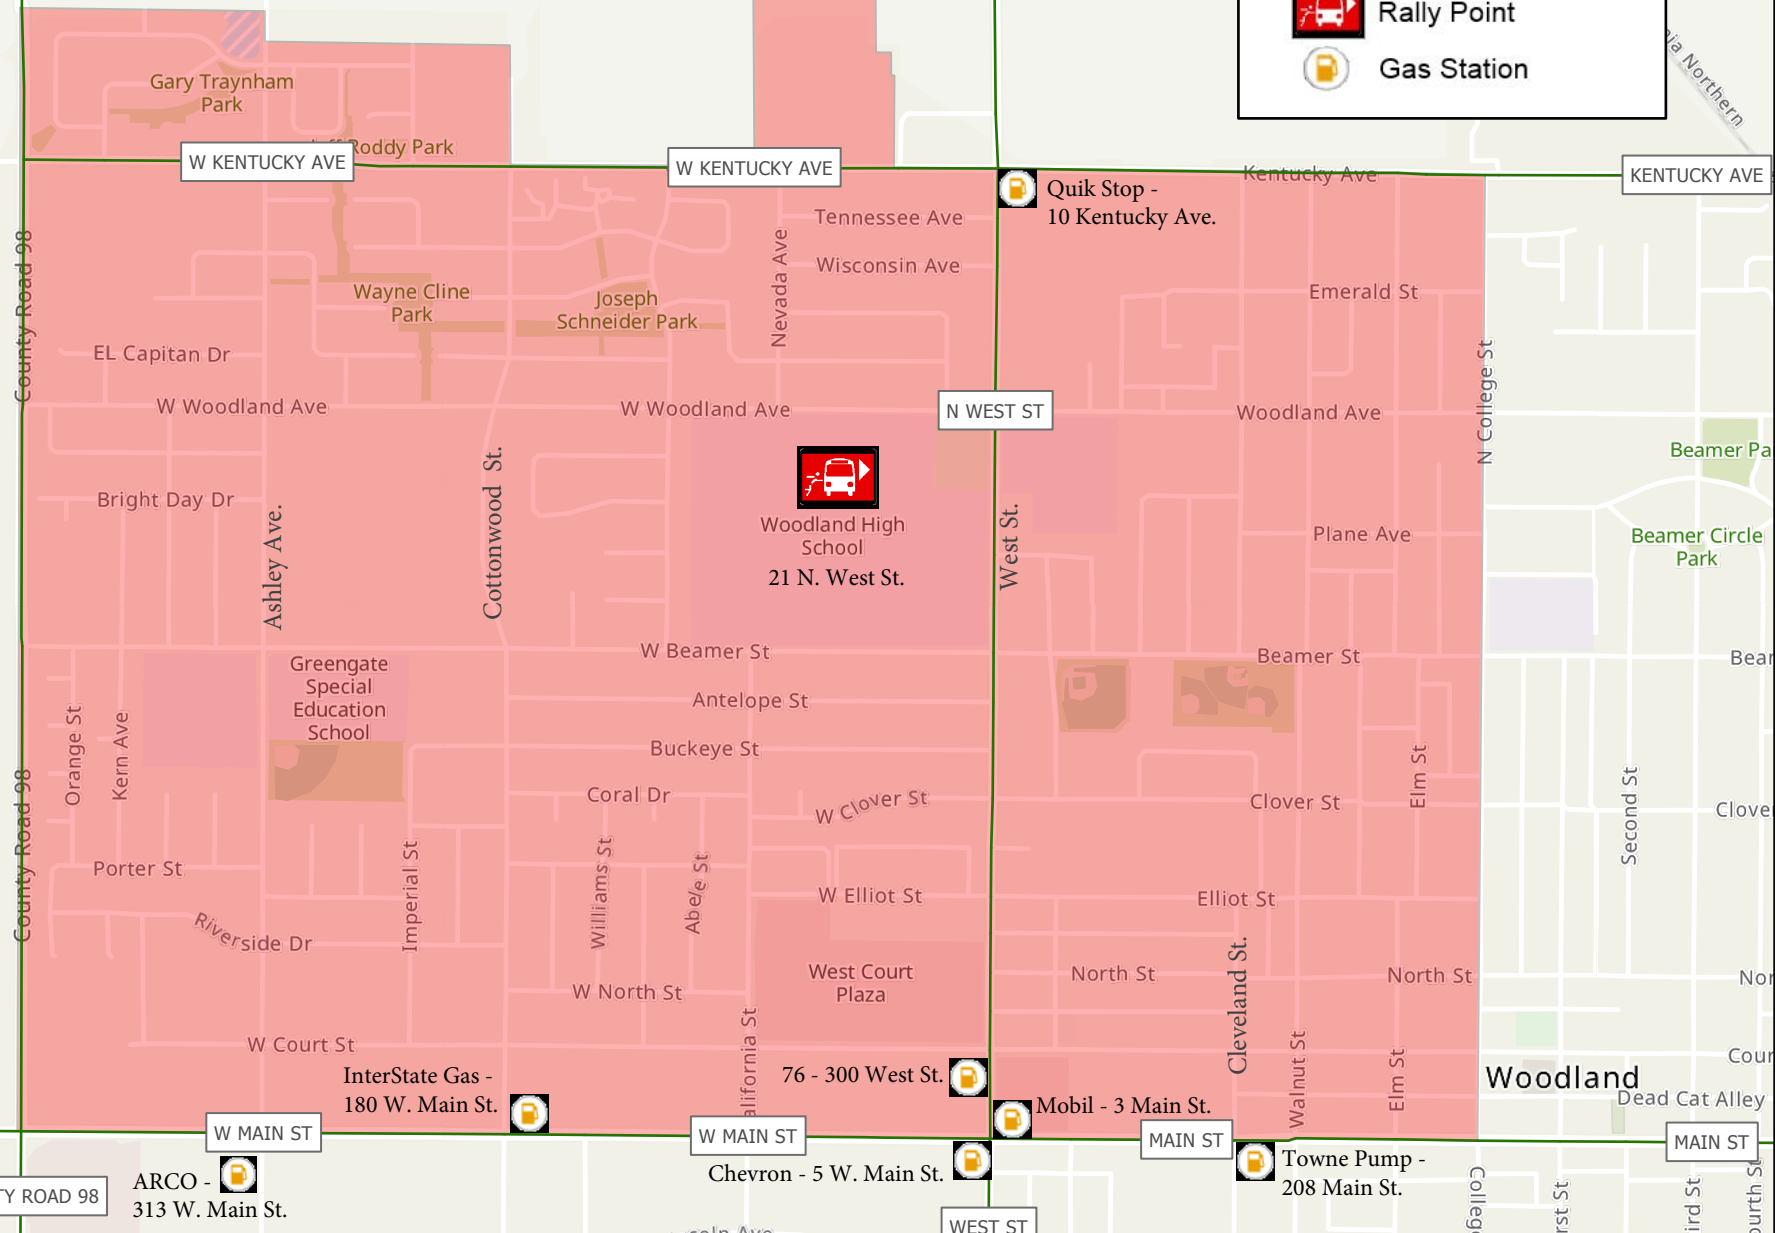 Rally Point
Gas Station
Northern
Gary Traynham
Park
Roddy Park
W KENTUCKY AVE
W KENTUCKY AVE
Kentucky Ave
KENTUCKY AVE
Quik Stop -
10 Kentucky Ave.
Tennessee Ave
Wisconsin Ave
Nevada Ave
County Road 98
Wayne Cline
Park
Joseph
Schneider Park
Emerald St
EL Capitan Dr
W Woodland Ave
W Woodland Ave
N WEST ST
Woodland Ave
N College St
Beamer
Bright Day Dr
Ashley Ave.
Cottonwood St.
Woodland High
School
21 N. West St.
West St.
Plane Ave
Beamer Circle
Park
W Beamer St
Beamer St
Greengate
Special
Education
School
Antelope St
Buckeye St
Orange St
Kern Ave
County Road 98
Coral Dr
W Clover St
Clover St
Elm St
Second St
Porter St
Imperial St
Williams St
Abele St
W Elliot St
Elliot St
Riverside Dr
West Court
Plaza
North St
North St
Cleveland St.
W North St
W Court St
Walnut St
Elm St
InterState Gas -
180 W. Main St.
76 - 300 West St.
Mobil - 3 Main St.
Woodland
Dead Cat Alley
W MAIN ST
W MAIN ST
MAIN ST
MAIN ST
Chevron - 5 W. Main St.
Towne Pump -
208 Main St.
ARCO -
313 W. Main St.
ROAD 98
WEST ST